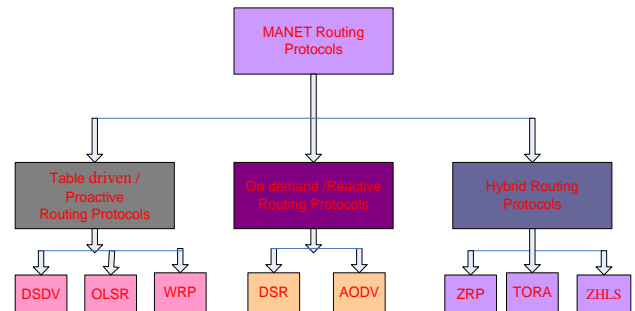 MANET Routing
Protocols
Table driven /
Proactive
Routing Protocols
On demand /Reactive
Routing Protocols
Hybrid Routing
Protocols
DSDV
OLSR
WRP
DSR
AODV
ZRP
TORA
ZHLS